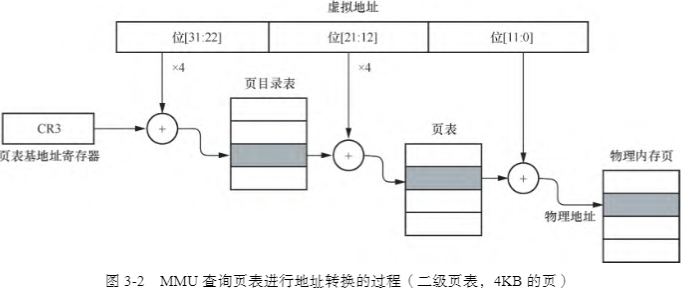 虚拟地址
位[31:22]
位[21:12]
位[11:0]
×4
×4
页目录表
页表
CR3
+
+
+
页表基地址寄存器
物理内存页
物理地址
图 3-2 MMU 查询页表进行地址转换的过程（二级页表，4KB 的页）